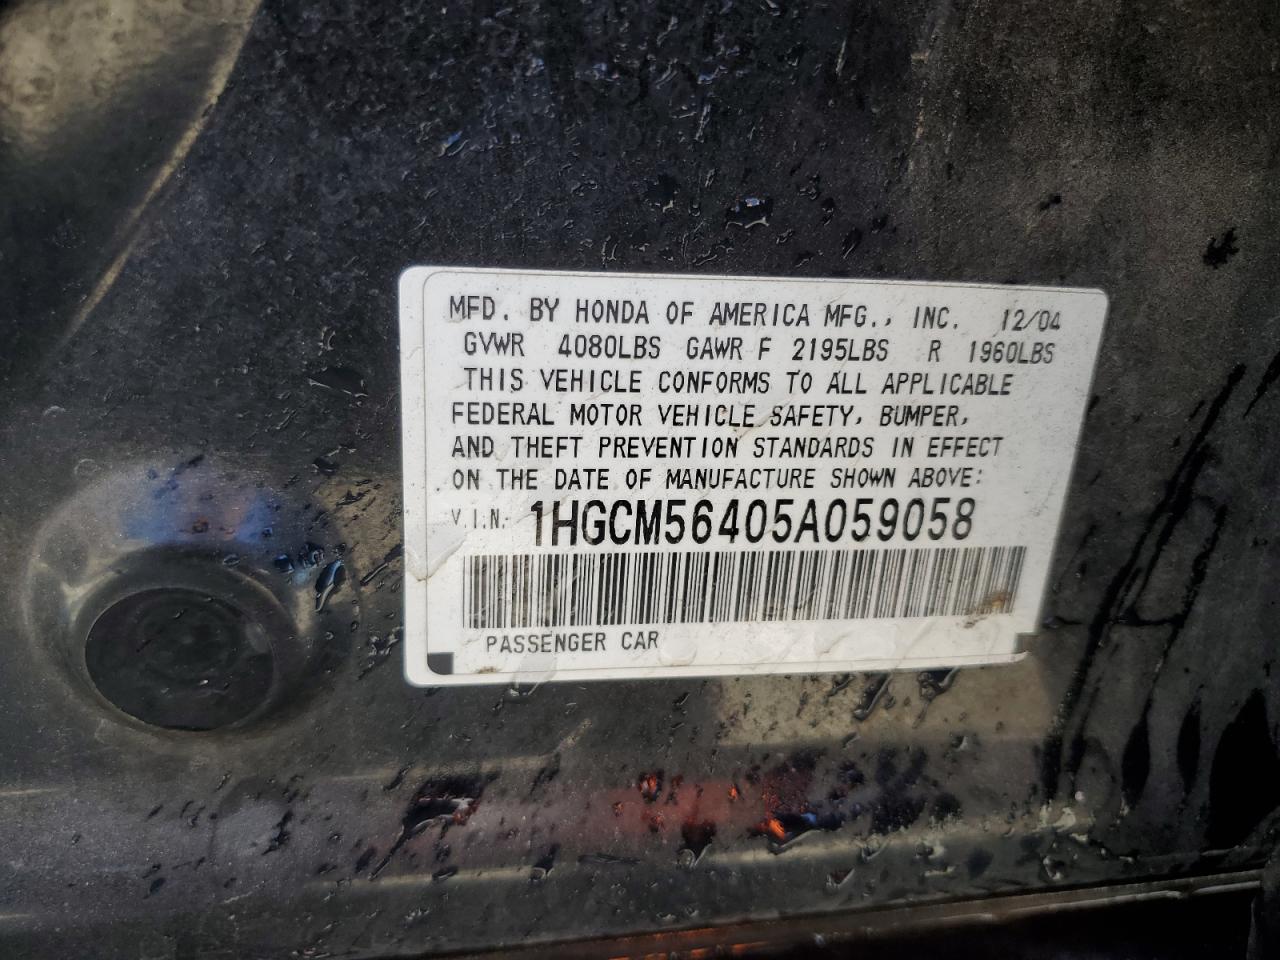 MFD. BY HONDA OF AMERICA MFG., INC. 12/04
GVWR 4080LBS GAWR F 2195LBS R 1960LBS
THIS VEHICLE CONFORMS TO ALL APPLICABLE
FEDERAL MOTOR VEHICLE SAFETY, BUMPER,
AND THEFT PREVENTION STANDARDS IN EFFECT
ON THE DATE OF MANUFACTURE SHOWN ABOVE:
V.I.N. 1HGCM56405A059058
PASSENGER CAR